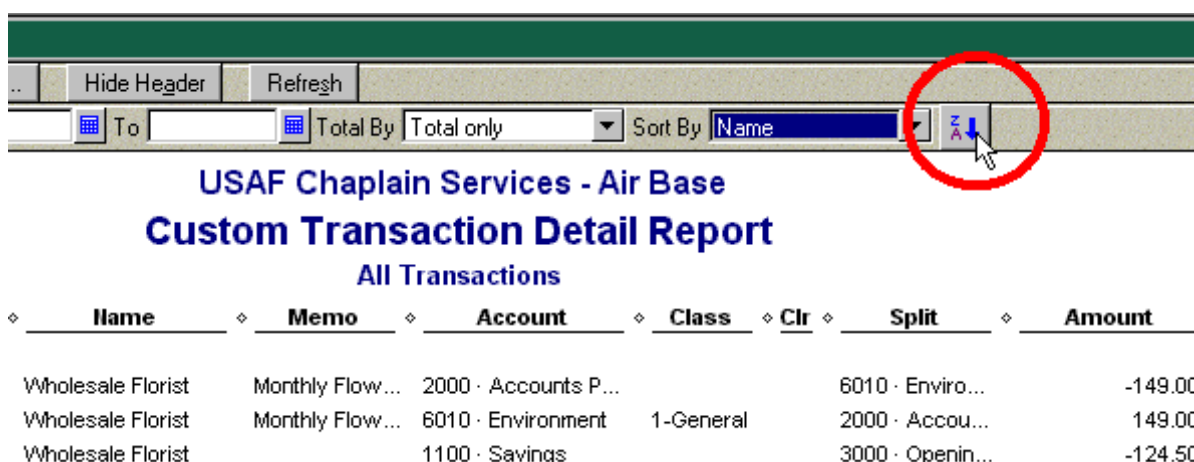 .. Hide Header Refresh
To Total By Total only Sort By Name Z A
USAF Chaplain Services - Air Base
Custom Transaction Detail Report
All Transactions
Name Memo Account Class Clr Split Amount
Wholesale Florist Monthly Flow... 2000 · Accounts P... 6010 · Enviro... -149.00
Wholesale Florist Monthly Flow... 6010 · Environment 1-General 2000 · Accou... 149.00
Wholesale Florist 1100 · Savings 3000 · Openin... -124.50